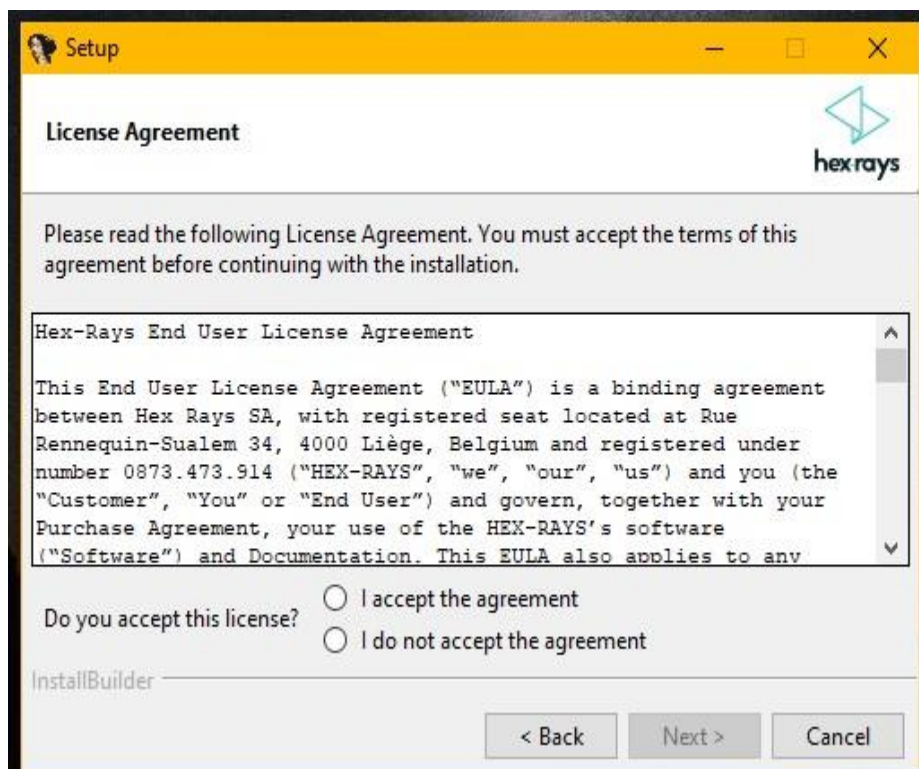 Setup
License Agreement
hex-rays
Please read the following License Agreement. You must accept the terms of this
agreement before continuing with the installation.
Hex-Rays End User License Agreement
This End User License Agreement (“EULA”) is a binding agreement
between Hex Rays SA, with registered seat located at Rue
Rennequin-Sualem 34, 4000 Liège, Belgium and registered under
number 0873.473.914 (“HEX-RAYS”, “we”, “our”, “us”) and you (the
“Customer”, “You” or “End User”) and govern, together with your
Purchase Agreement, your use of the HEX-RAYS’s software
(“Software”) and Documentation. This EULA also applies to any
Do you accept this license?
I accept the agreement
I do not accept the agreement
InstallBuilder
< Back
Next >
Cancel